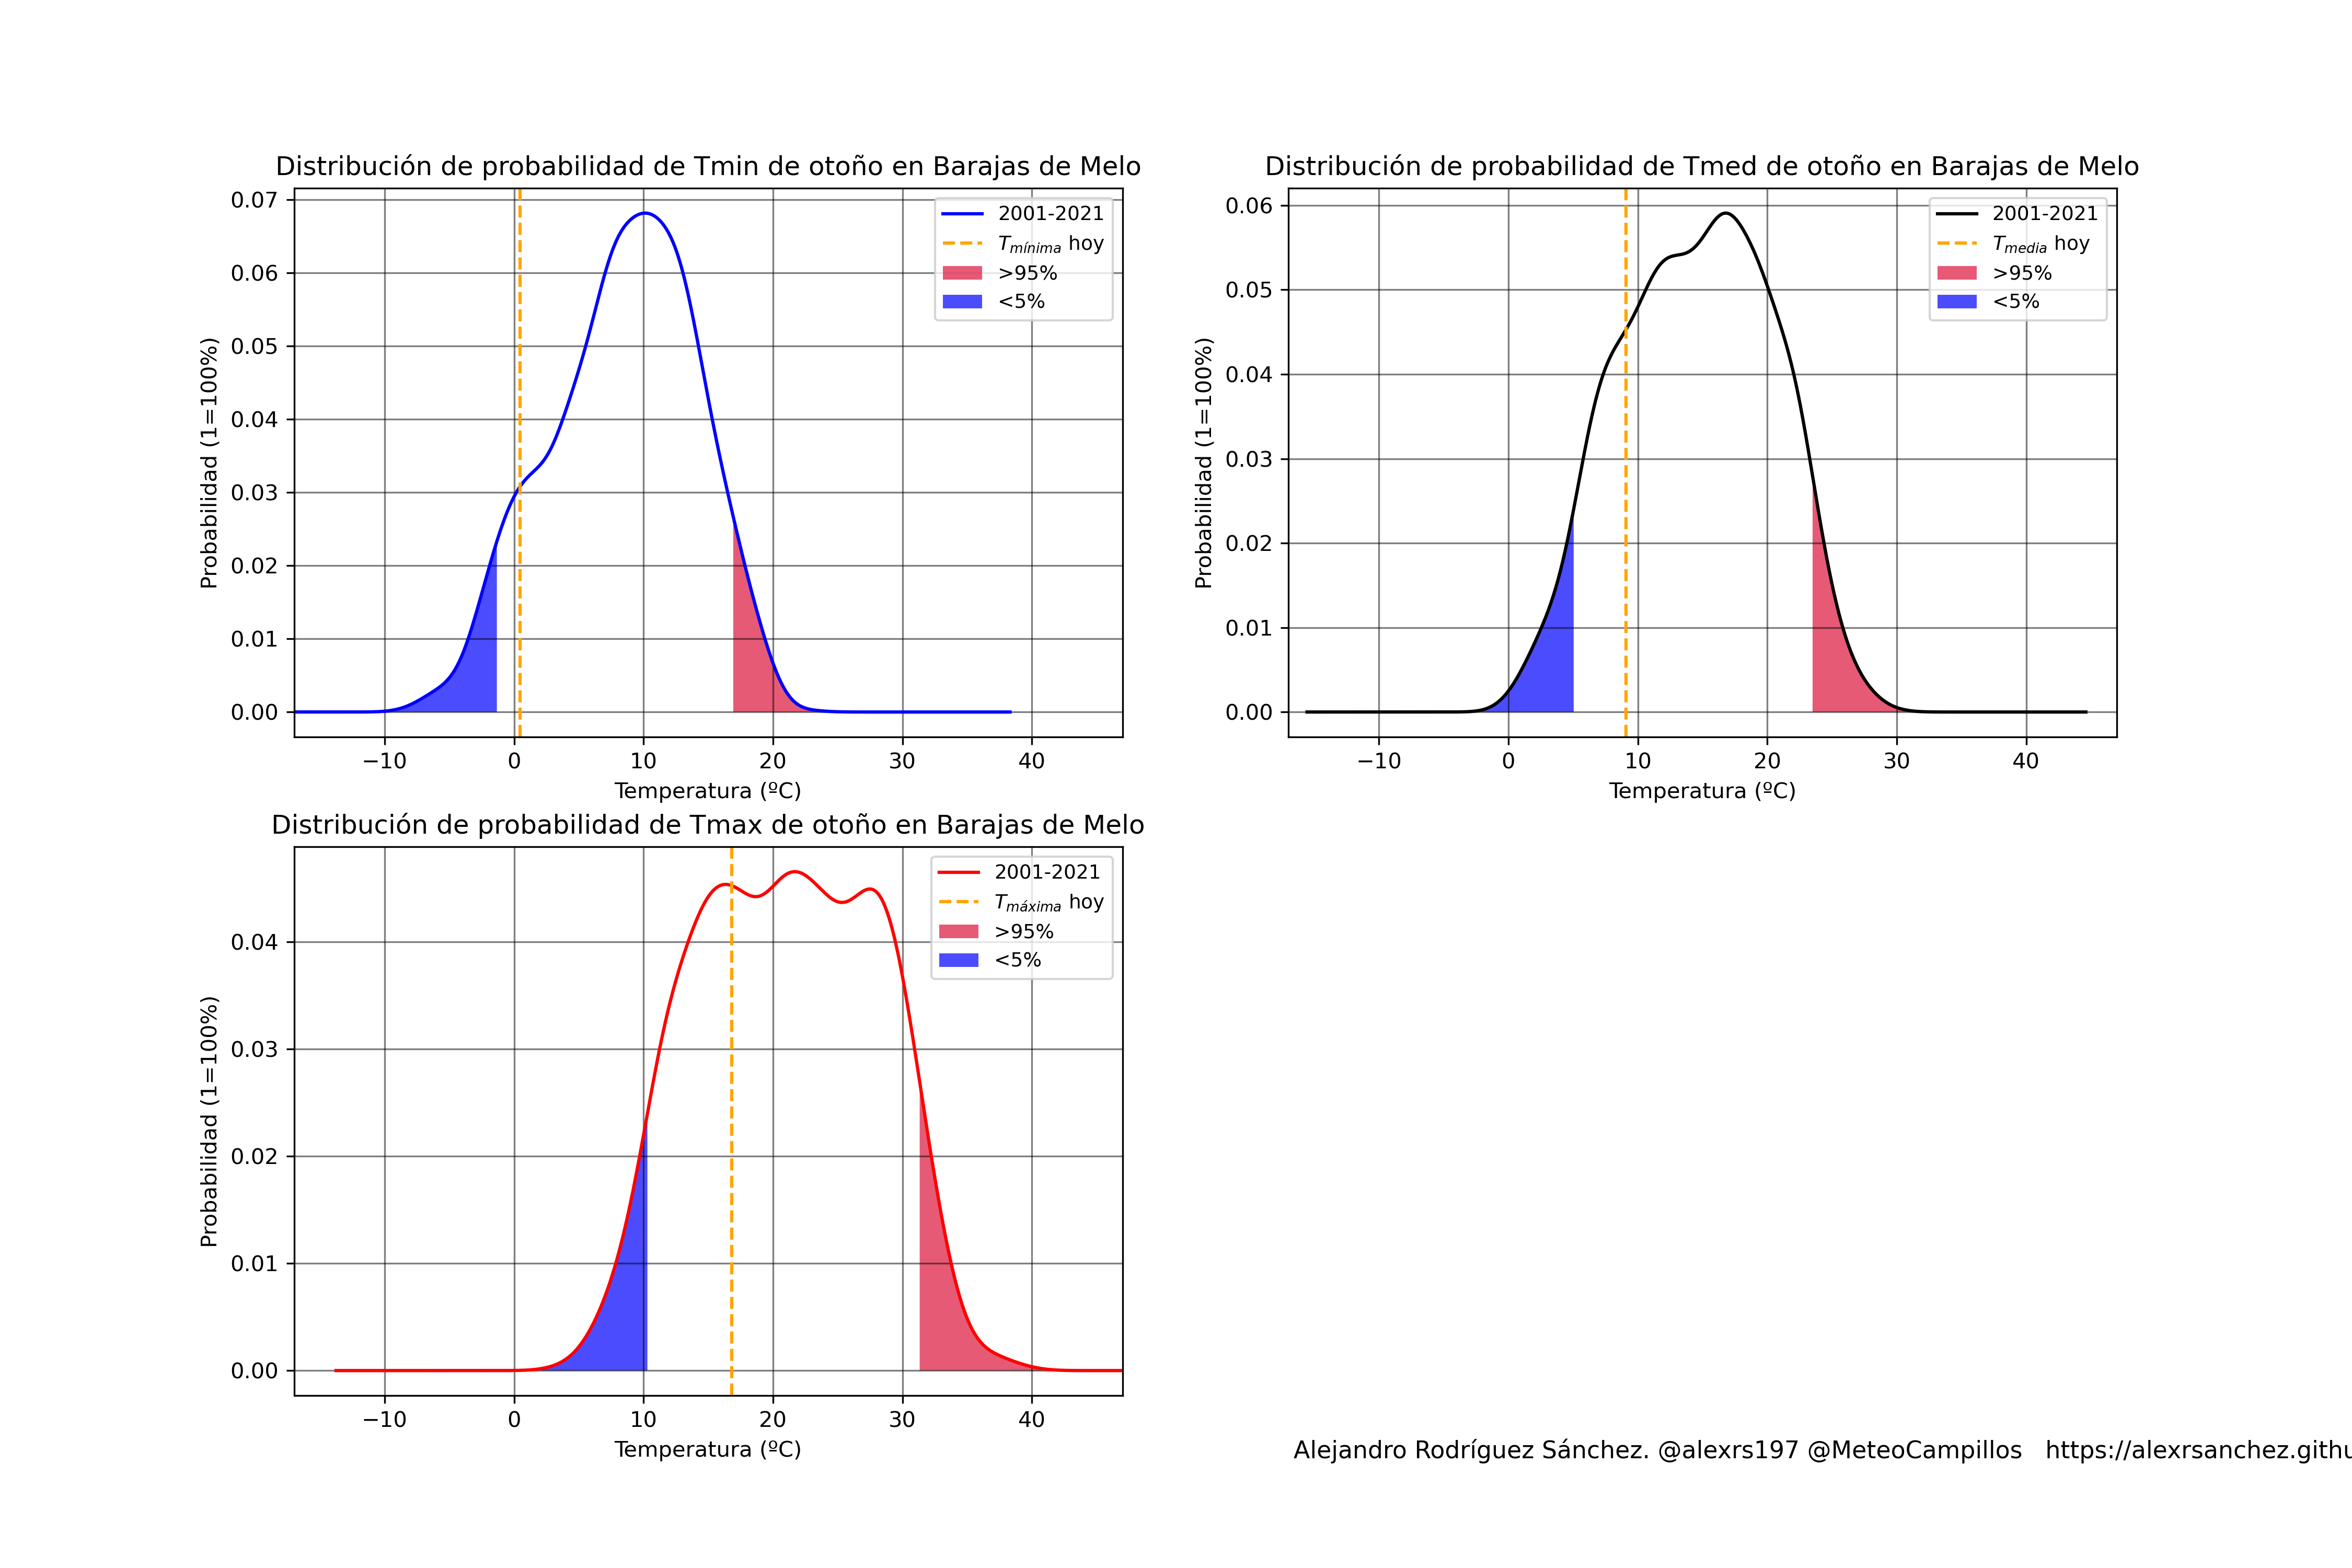 Distribución de probabilidad de Tmin de otoño en Barajas de Melo
Probabilidad (1=100%)
0.07
0.06
0.05
0.04
0.03
0.02
0.01
0.00
2001-2021
Tmínima hoy
>95%
<5%
−10 0 10 20 30 40
Temperatura (ºC)
Distribución de probabilidad de Tmed de otoño en Barajas de Melo
Probabilidad (1=100%)
0.06
0.05
0.04
0.03
0.02
0.01
0.00
2001-2021
Tmedia hoy
>95%
<5%
−10 0 10 20 30 40
Temperatura (ºC)
Distribución de probabilidad de Tmax de otoño en Barajas de Melo
Probabilidad (1=100%)
0.04
0.03
0.02
0.01
0.00
2001-2021
Tmáxima hoy
>95%
<5%
−10 0 10 20 30 40
Temperatura (ºC)
Alejandro Rodríguez Sánchez. @alexrs197 @MeteoCampillos https://alexrsanchez.githu